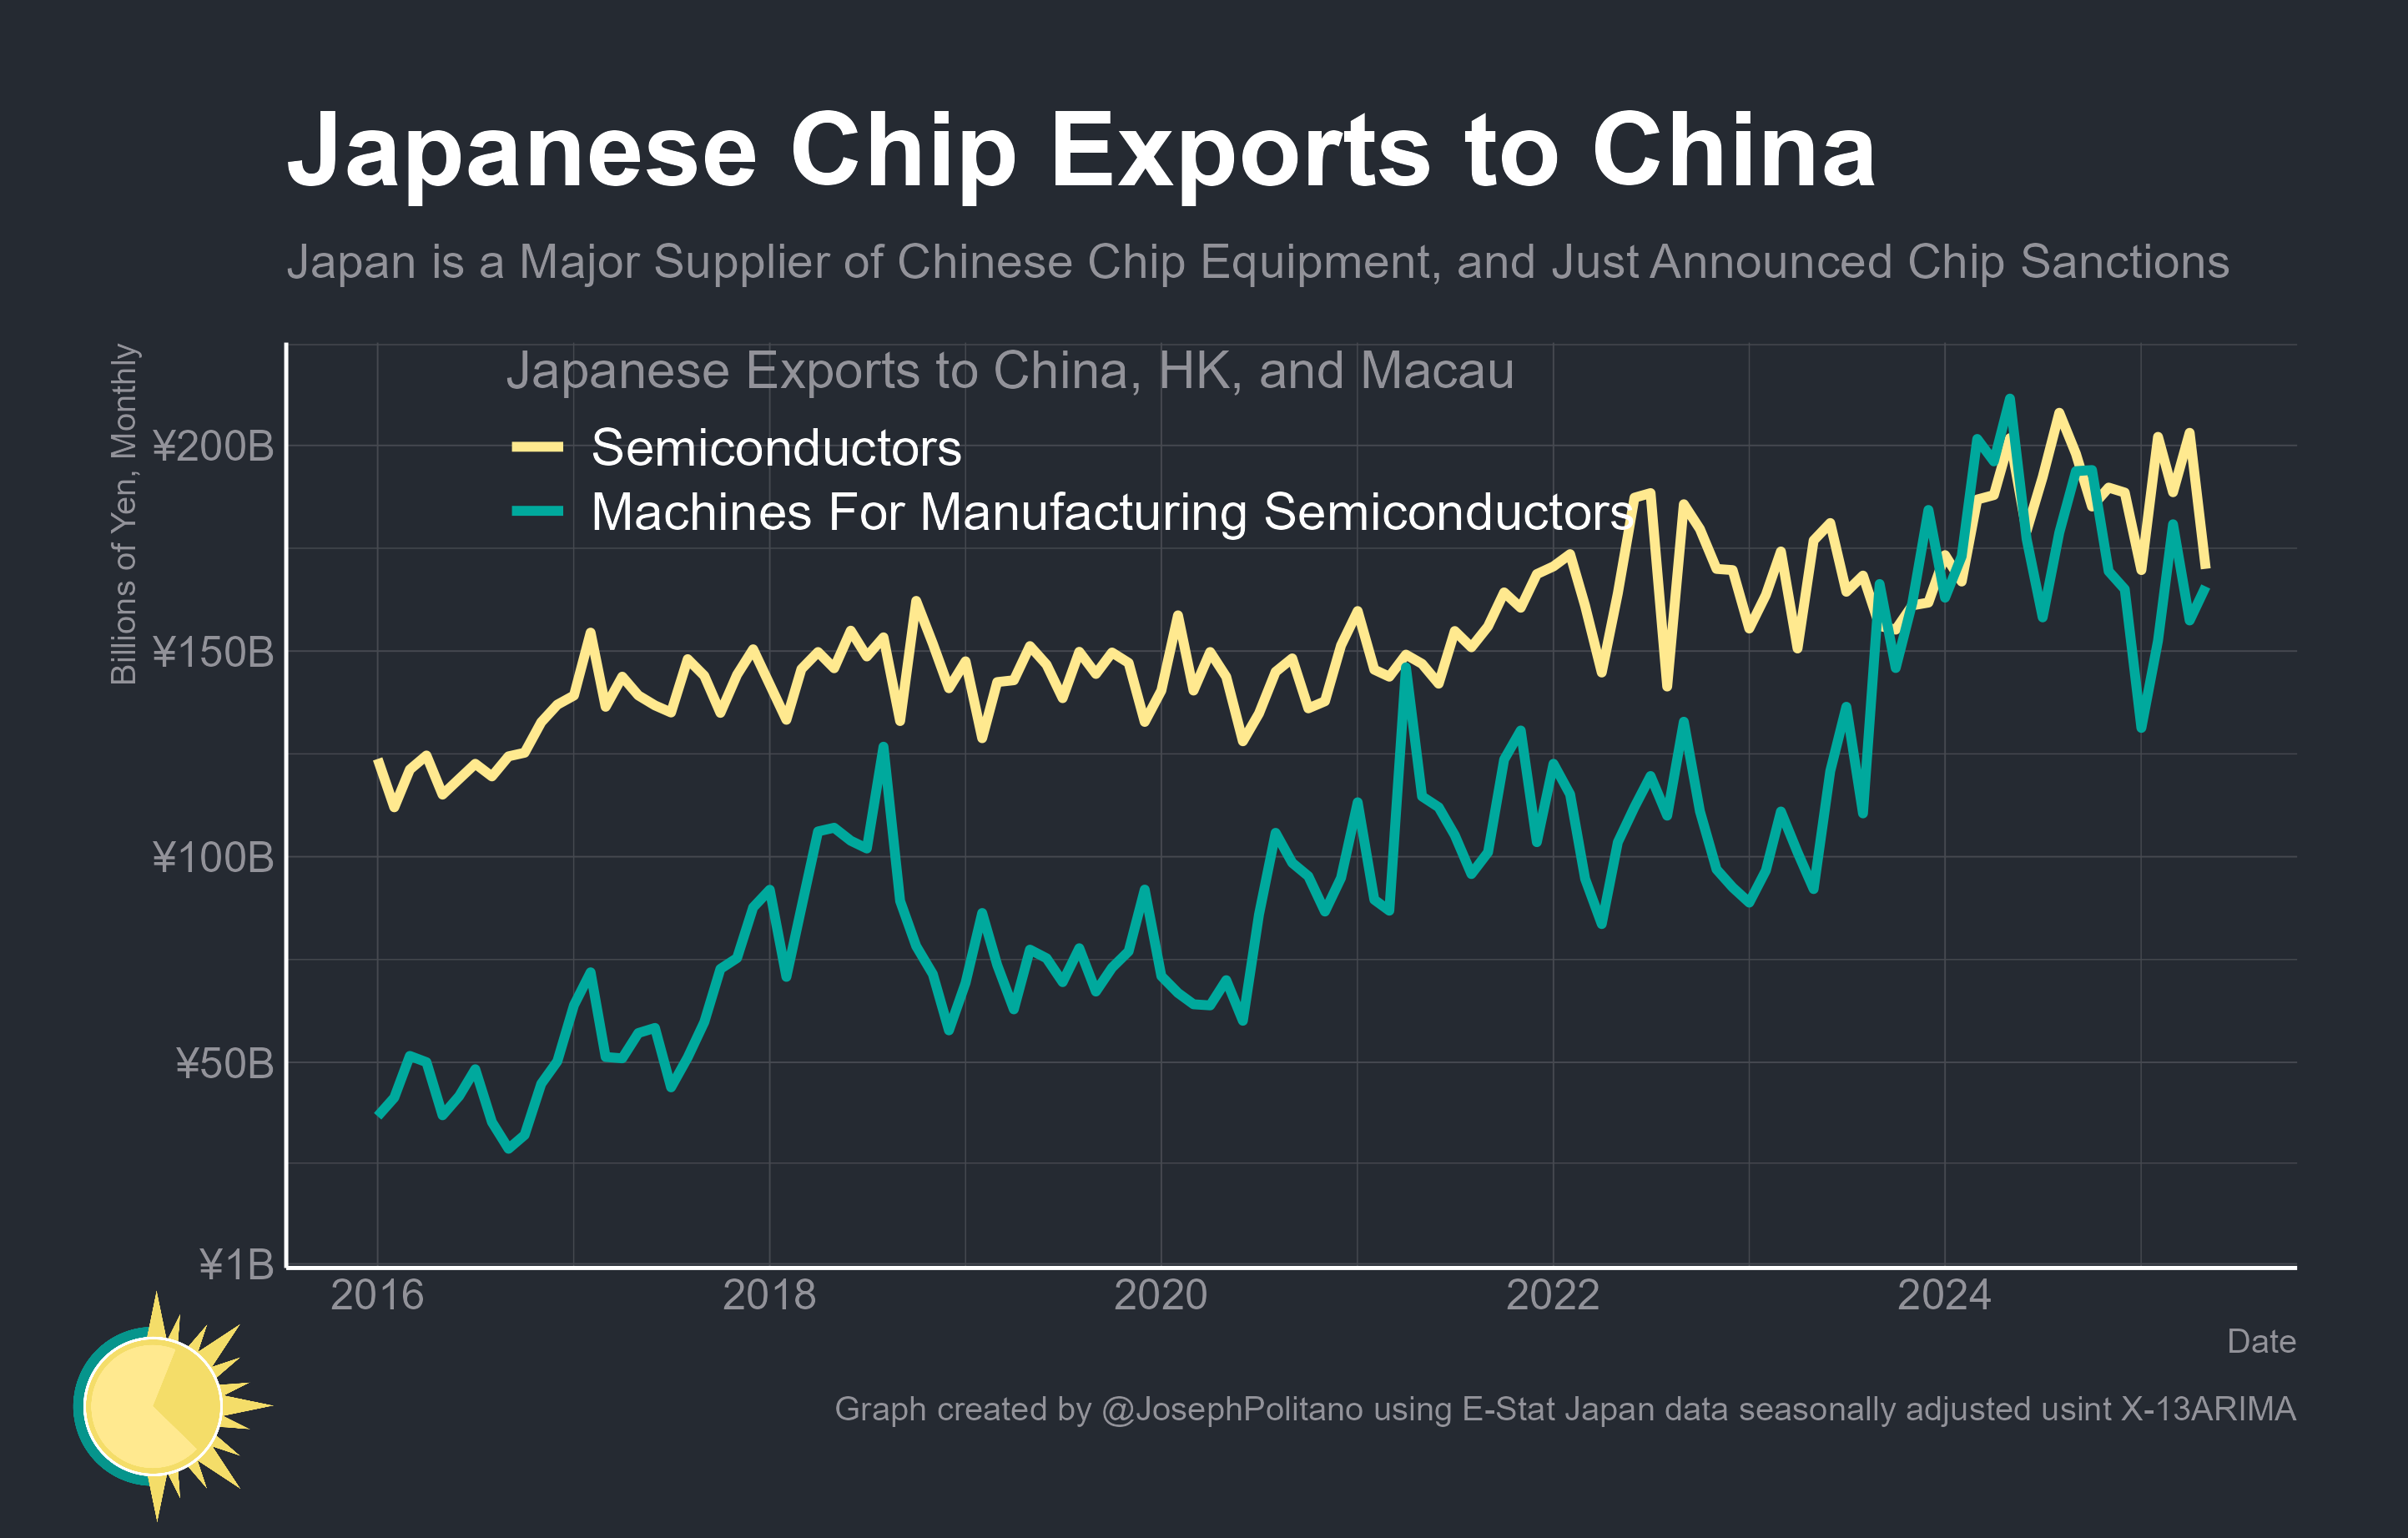 Japanese Chip Exports to China
Japan is a Major Supplier of Chinese Chip Equipment, and Just Announced Chip Sanctions
Billions of Yen, Monthly
Japanese Exports to China, HK, and Macau
Semiconductors
Machines For Manufacturing Semiconductors
¥200B
¥150B
¥100B
¥50B
¥1B
2016 2018 2020 2022 2024
Date
Graph created by @JosephPolitano using E-Stat Japan data seasonally adjusted usint X-13ARIMA